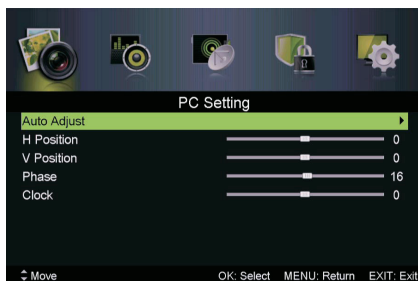 PC Setting
Auto Adjust
H Position 0
V Position 0
Phase 16
Clock 0
Move OK: Select MENU: Return EXIT: Exit